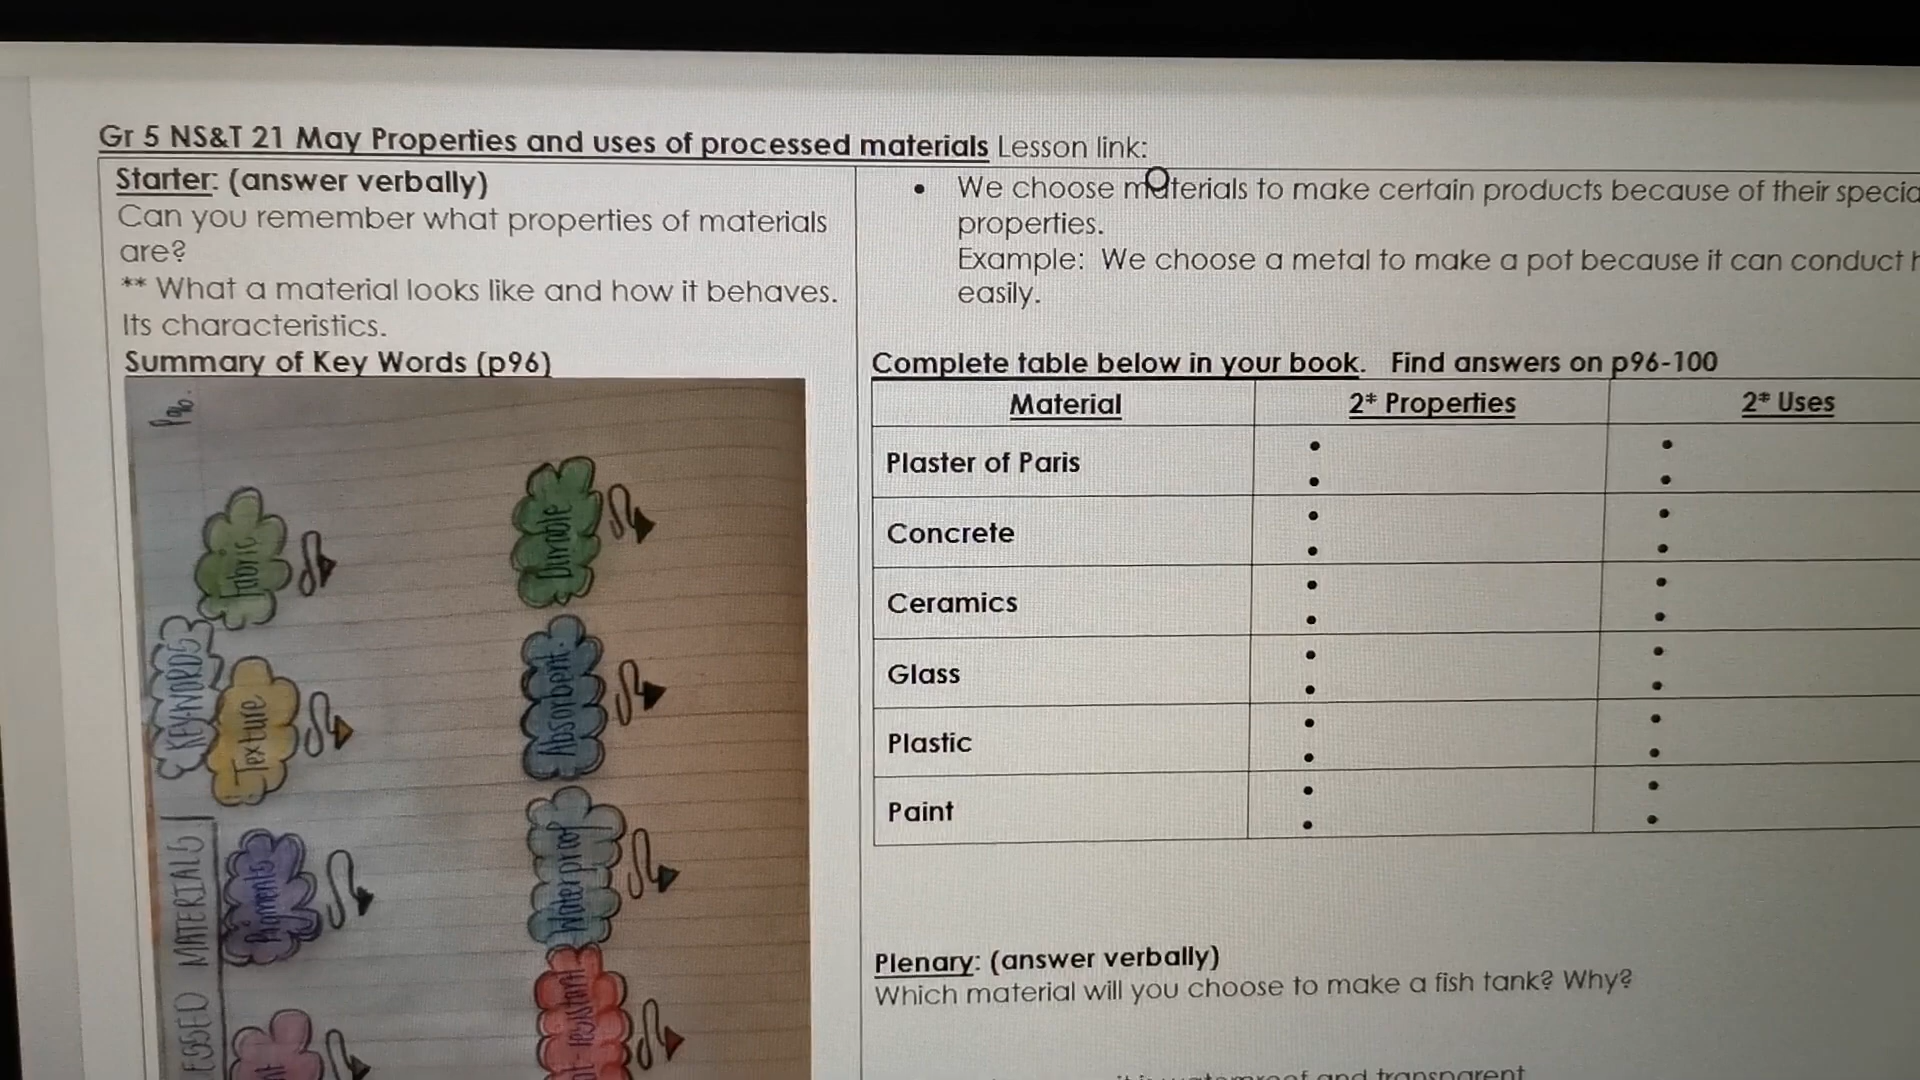 Gr 5 NS&T 21 May Properties and uses of processed materials Lesson link:
Starter: (answer verbally)
Can you remember what properties of materials
are?
** What a material looks like and how it behaves.
Its characteristics.
Summary of Key Words (p96)
P96.
KEYWORDS
Fabric
Texture
Pigments
MATERIALS
Durable
Absorbent
Waterproof
• We choose materials to make certain products because of their
properties.
Example: We choose a metal to make a pot because it can conduct
easily.
Complete table below in your book. Find answers on p96-100
Material 2* Properties 2* Uses
Plaster of Paris • • • •
Concrete • • • •
Ceramics • • • •
Glass • • • •
Plastic • • • •
Paint • • • •
Plenary: (answer verbally)
Which material will you choose to make a fish tank? Why?
and transparent